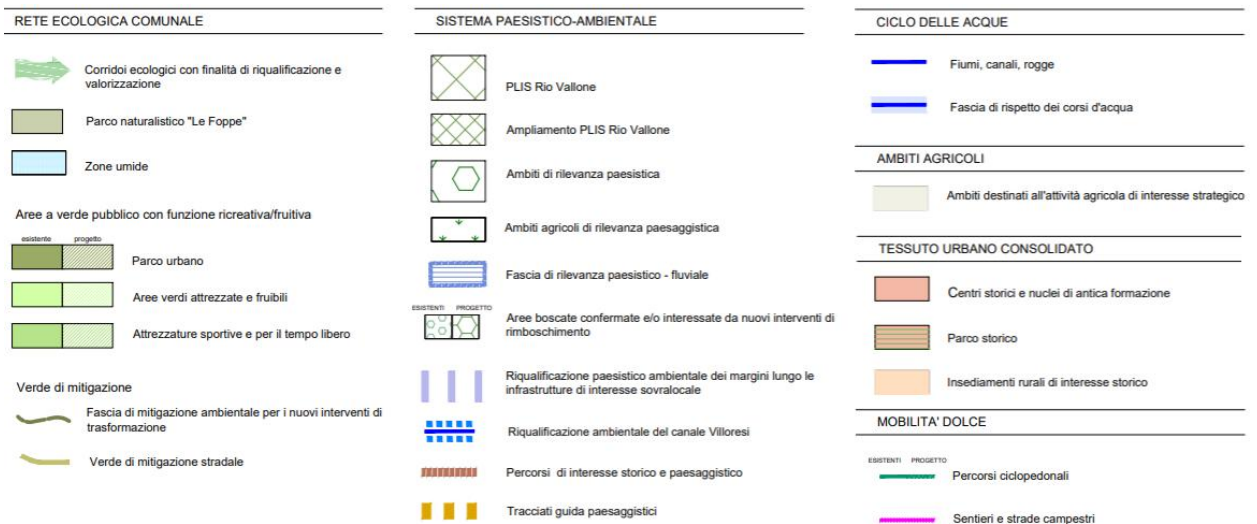 RETE ECOLOGICA COMUNALE
Corridoi ecologici con finalità di riqualificazione e
valorizzazione
Parco naturalistico "Le Foppe"
Zone umide
Aree a verde pubblico con funzione ricreativa/fruitiva
esistente progetto
Parco urbano
Aree verdi attrezzate e fruibili
Attrezzature sportive e per il tempo libero
Verde di mitigazione
Fascia di mitigazione ambientale per i nuovi interventi di
trasformazione
Verde di mitigazione stradale
SISTEMA PAESISTICO-AMBIENTALE
PLIS Rio Vallone
Ampliamento PLIS Rio Vallone
Ambiti di rilevanza paesistica
Ambiti agricoli di rilevanza paesaggistica
Fascia di rilevanza paesistico - fluviale
ESISTENTI PROGETTO
Aree boscate confermate e/o interessate da nuovi interventi di
rimboschimento
Riqualificazione paesistico ambientale dei margini lungo le
infrastrutture di interesse sovralocale
Riqualificazione ambientale del canale Villoresi
Percorsi di interesse storico e paesaggistico
Tracciati guida paesaggistici
CICLO DELLE ACQUE
Fiumi, canali, rogge
Fascia di rispetto dei corsi d'acqua
AMBITI AGRICOLI
Ambiti destinati all'attività agricola di interesse strategico
TESSUTO URBANO CONSOLIDATO
Centri storici e nuclei di antica formazione
Parco storico
Insediamenti rurali di interesse storico
MOBILITA' DOLCE
ESISTENTI PROGETTO
Percorsi ciclopedonali
Sentieri e strade campestri